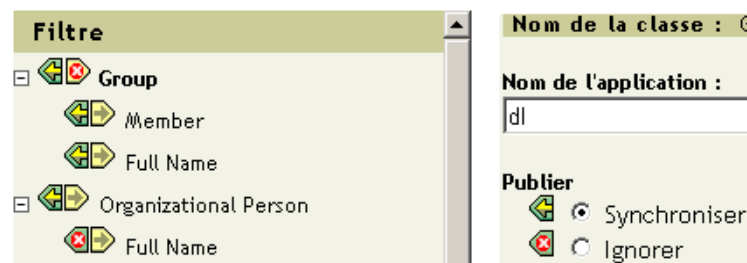 Filtre
Group
Member
Full Name
Organizational Person
Full Name
Nom de la classe :
Nom de l'application :
dl
Publier
Synchroniser
Ignorer